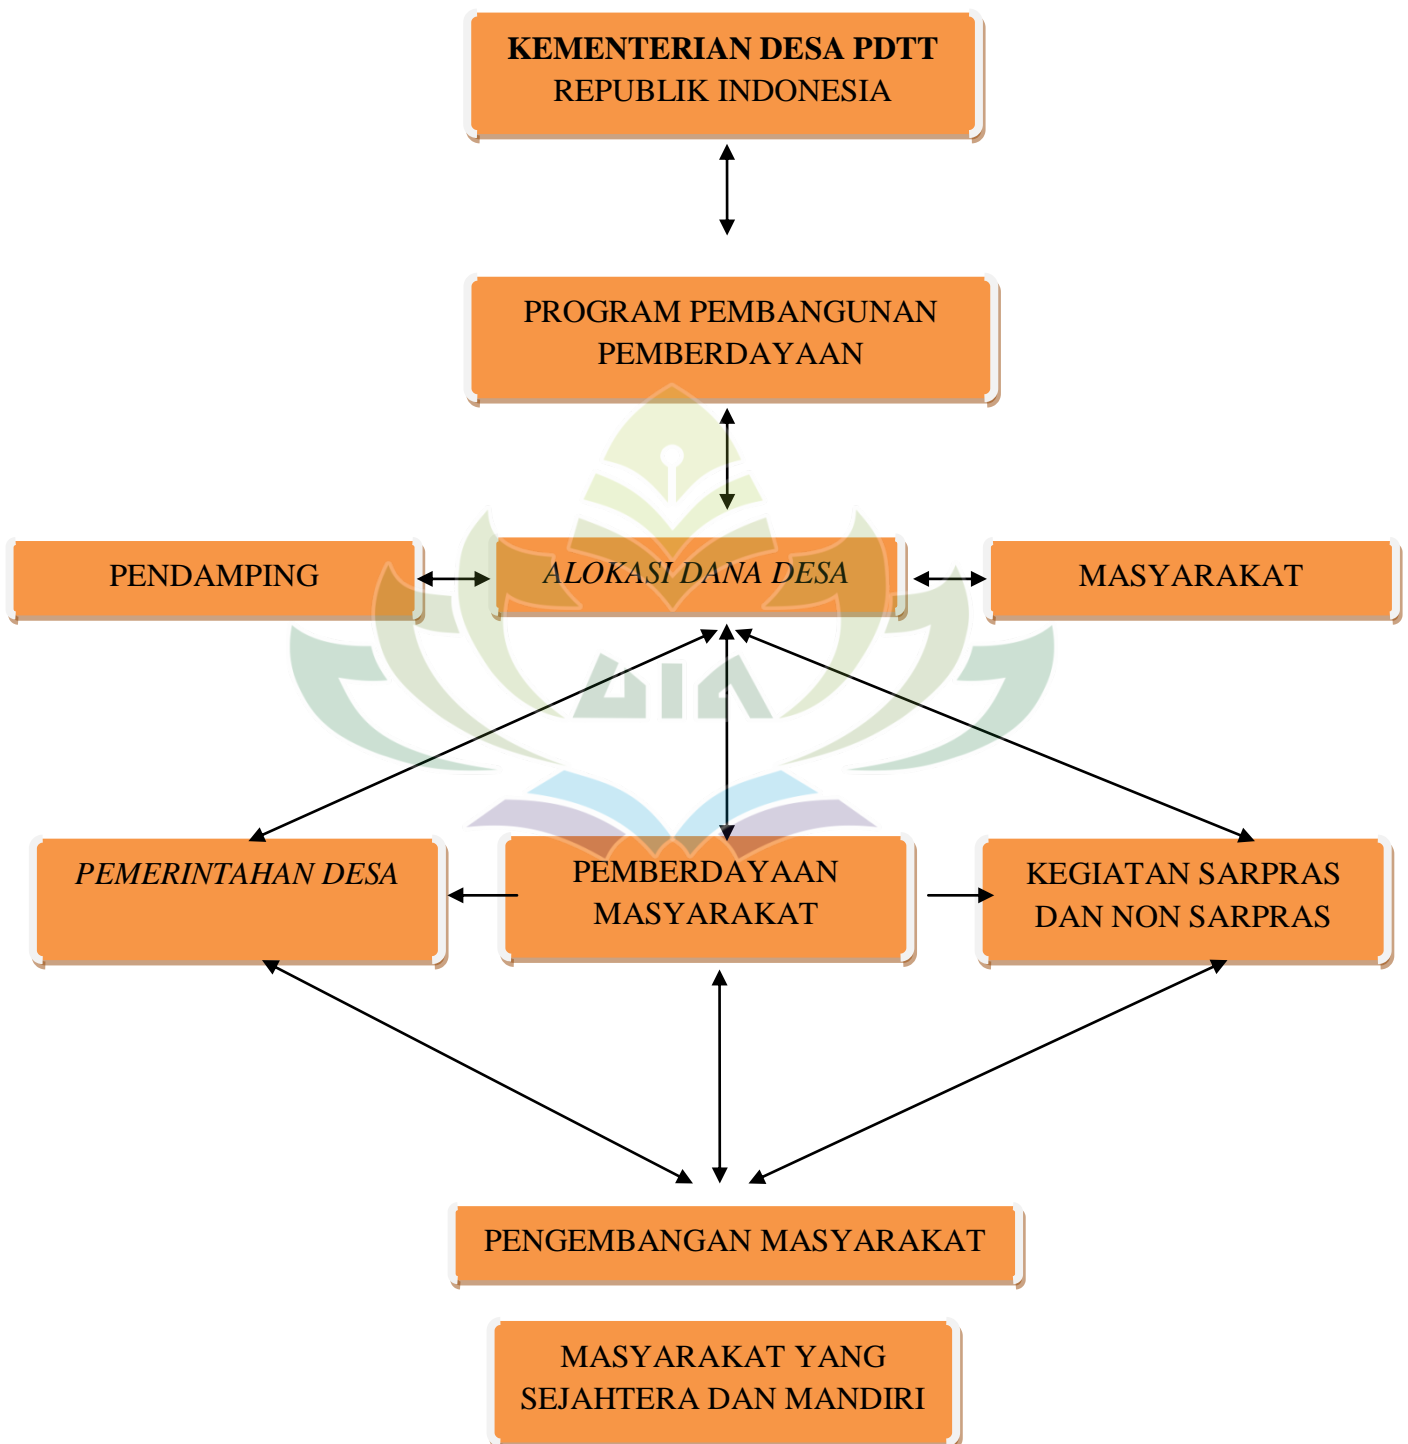 KEMENTERIAN DESA PDTT
REPUBLIK INDONESIA
PROGRAM PEMBANGUNAN
PEMBERDAYAAN
PENDAMPING
ALOKASI DANA DESA
MASYARAKAT
PEMERINTAHAN DESA
PEMBERDAYAAN
MASYARAKAT
KEGIATAN SARPRAS
DAN NON SARPRAS
PENGEMBANGAN MASYARAKAT
MASYARAKAT YANG
SEJAHTERA DAN MANDIRI